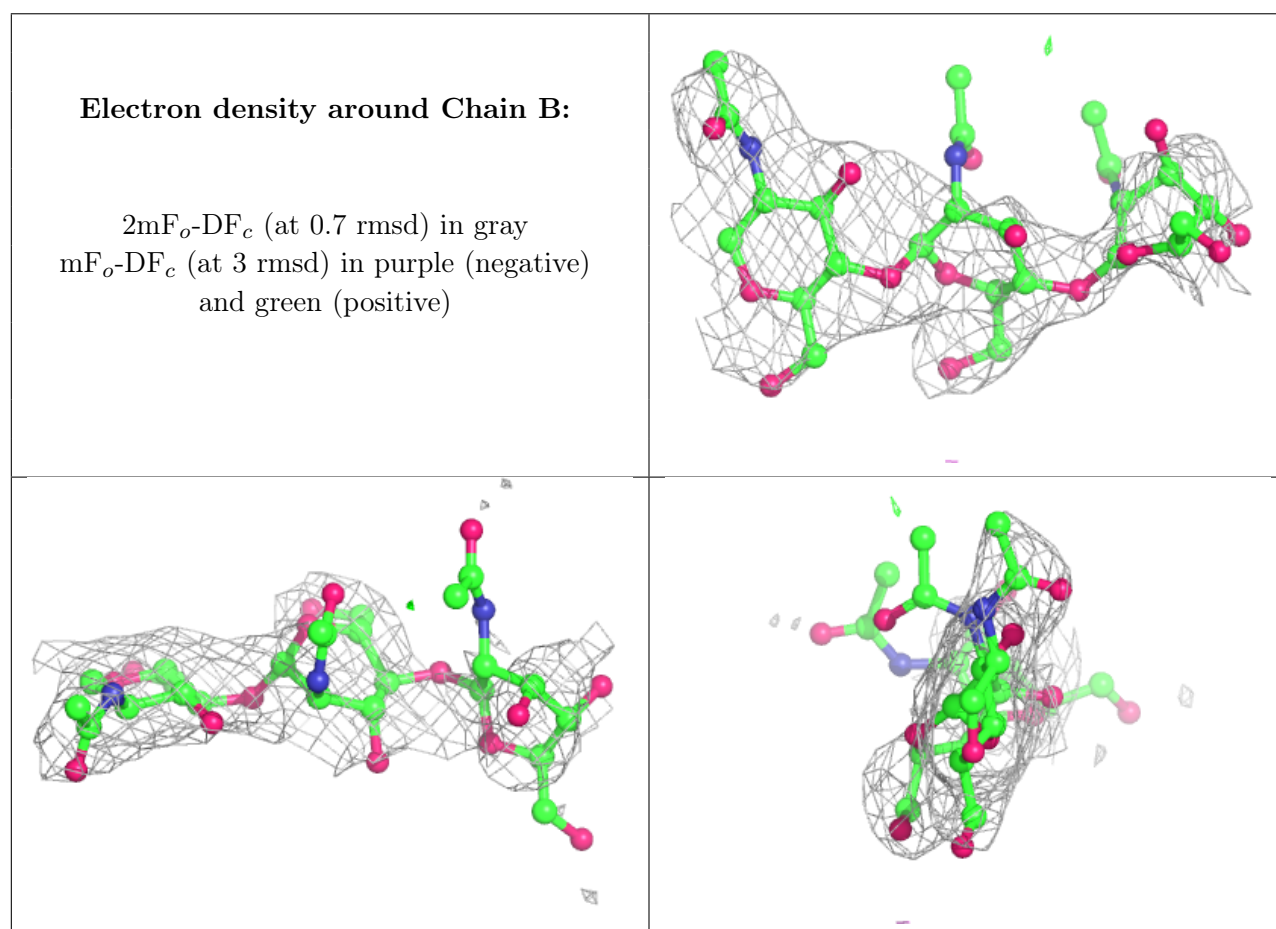 Electron density around Chain B:
2mFₒ-DF𝑐 (at 0.7 rmsd) in gray
mFₒ-DF𝑐 (at 3 rmsd) in purple (negative)
and green (positive)